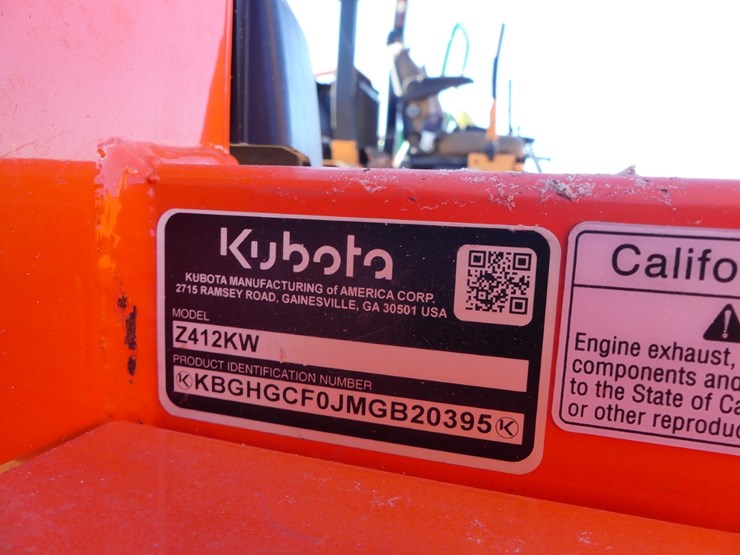 Kubota
KUBOTA MANUFACTURING of AMERICA CORP.
2715 RAMSEY ROAD, GAINESVILLE, GA 30501 USA
MODEL
Z412KW
PRODUCT IDENTIFICATION NUMBER
KKBGHGCF0JMGB20395K
Califo
Engine exhaust,
components and
to the State of Ca
or other reproduc